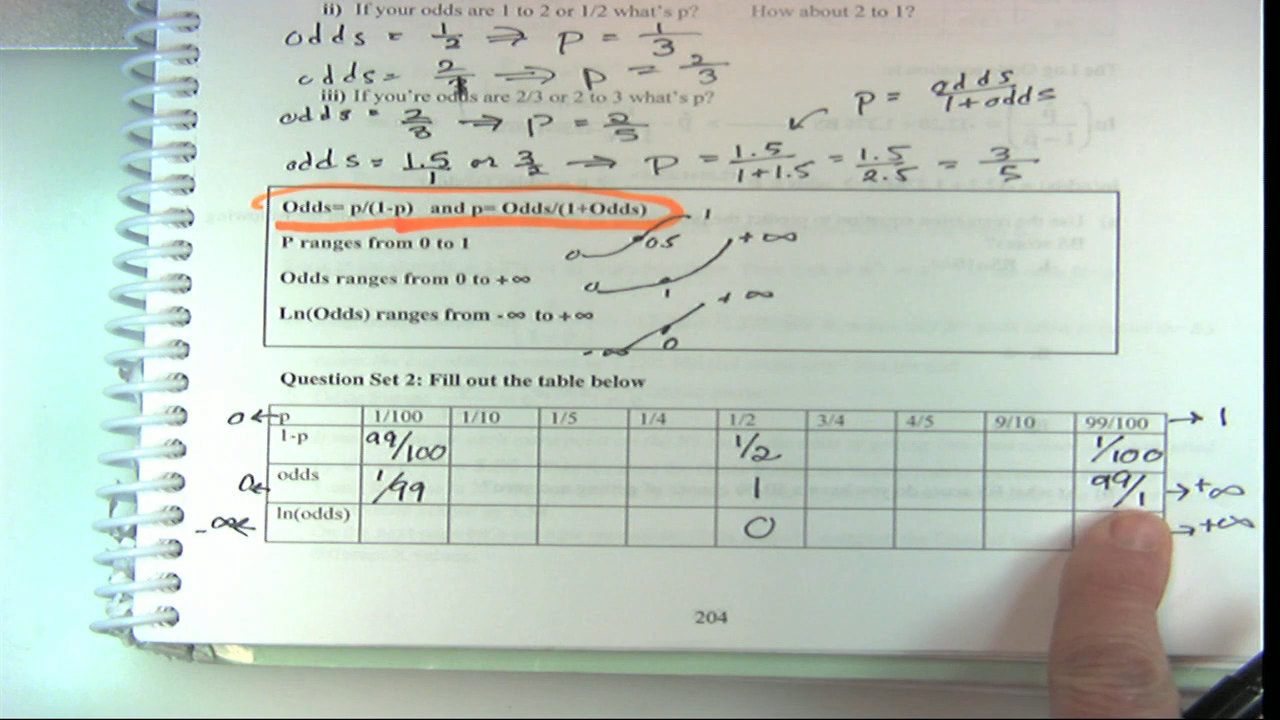 ii) If your odds are 1 to 2 or 1/2 what's p? How about 2 to 1?
odds = 1/2 ⇒ p = 1/3
odds = 2/1 ⇒ p = 2/3
iii) If you're odds are 2/3 or 2 to 3 what's p?
p = odds/1+odds
odds = 2/3 → p = 2/5
odds = 1.5/1 or 3/2 → p = 1.5/1+1.5 = 1.5/2.5 = 3/5
Odds= p/(1-p) and p= Odds/(1+Odds)
P ranges from 0 to 1 0 0.5 1
Odds ranges from 0 to +∞ 0 1 +∞
Ln(Odds) ranges from -∞ to +∞ -∞ 0 +∞
Question Set 2: Fill out the table below
0 ← p 1/100 1/10 1/5 1/4 1/2 3/4 4/5 9/10 99/100 → 1
1-p 99/100 1/2 1/100
0 ← odds 1/99 1 99/1 → +∞
-∞ ← ln(odds) 0 → +∞
204